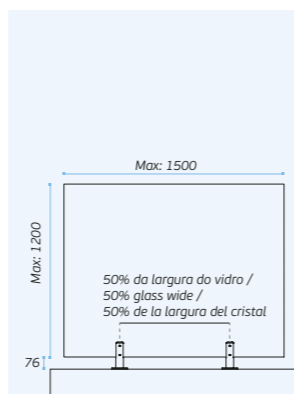 Max: 1500
Max: 1200
50% da largura do vidro /
50% glass wide /
50% de la largura del cristal
76